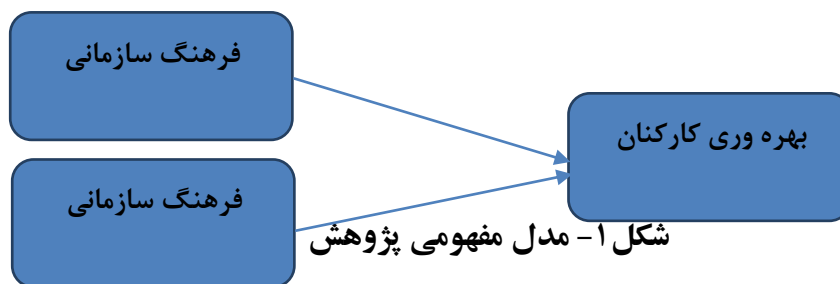 فرهنگ سازمانی
بهره وری کارکنان
فرهنگ سازمانی
شکل۱- مدل مفهومی پژوهش